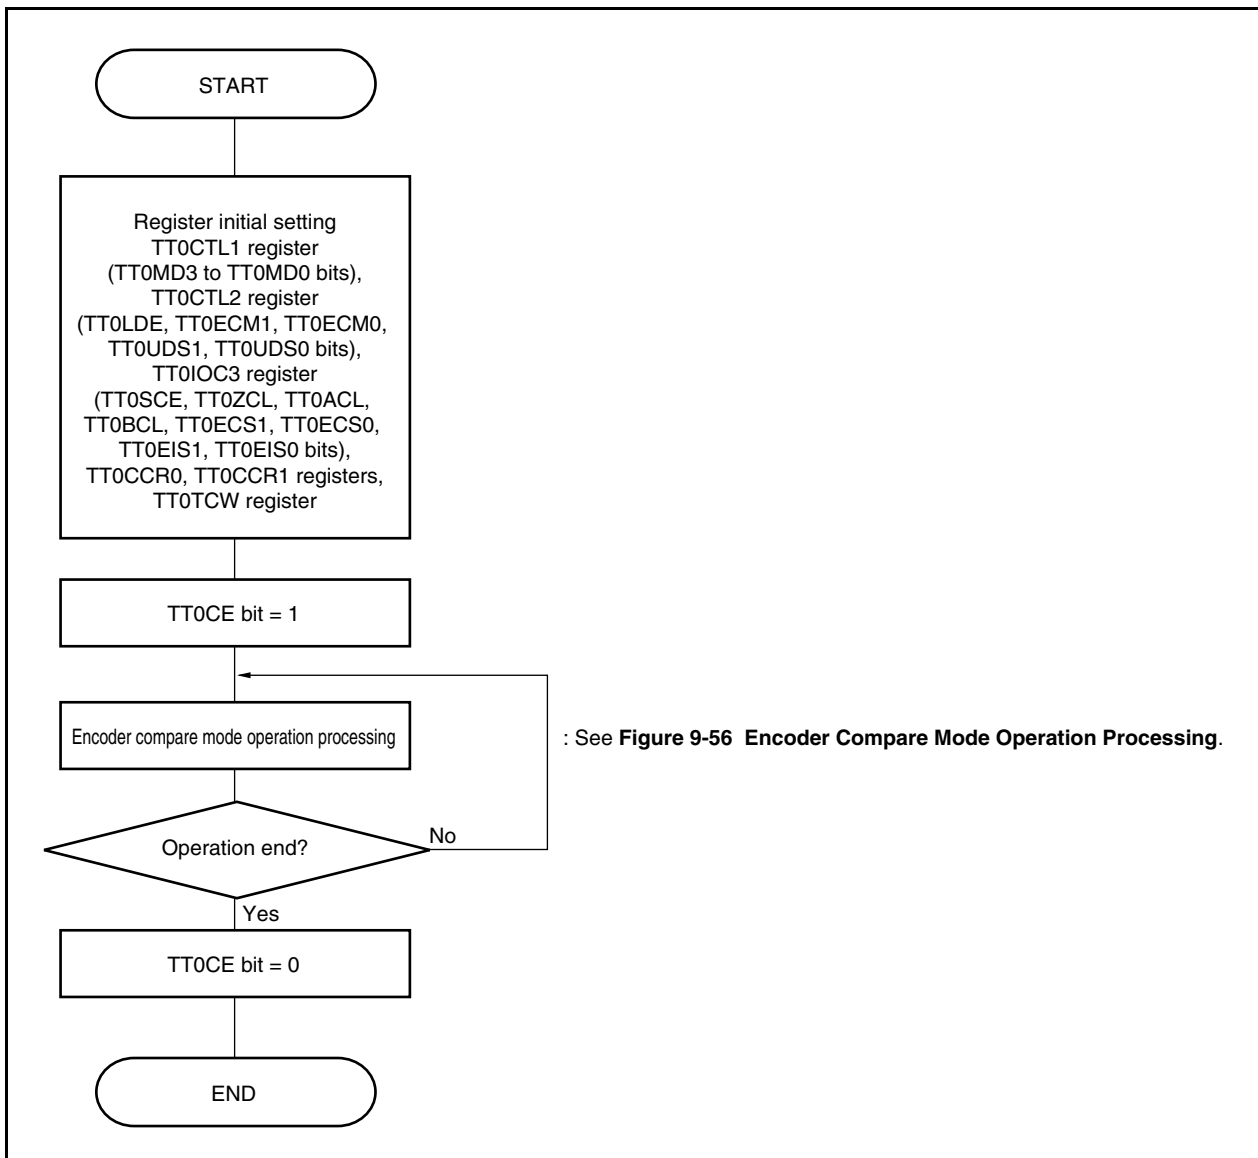 START
Register initial setting
TT0CTL1 register
(TT0MD3 to TT0MD0 bits),
TT0CTL2 register
(TT0LDE, TT0ECM1, TT0ECM0,
TT0UDS1, TT0UDS0 bits),
TT0IOC3 register
(TT0SCE, TT0ZCL, TT0ACL,
TT0BCL, TT0ECS1, TT0ECS0,
TT0EIS1, TT0EIS0 bits),
TT0CCR0, TT0CCR1 registers,
TT0TCW register
TT0CE bit = 1
Encoder compare mode operation processing
: See Figure 9-56 Encoder Compare Mode Operation Processing.
Operation end?
No
Yes
TT0CE bit = 0
END